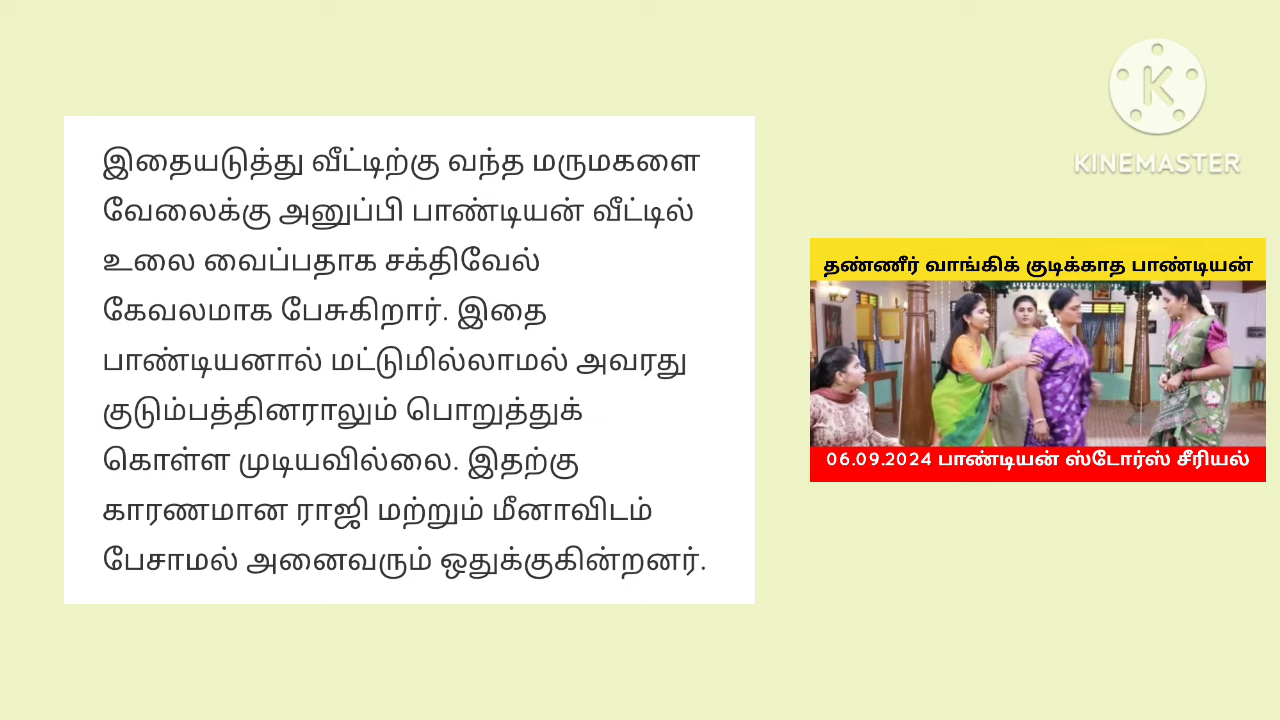 இதையடுத்து வீட்டிற்கு வந்த மருமகளை
வேலைக்கு அனுப்பி பாண்டியன் வீட்டில்
உலை வைப்பதாக சக்திவேல்
கேவலமாக பேசுகிறார். இதை
பாண்டியனால் மட்டுமில்லாமல் அவரது
குடும்பத்தினராலும் பொறுத்துக்
கொள்ள முடியவில்லை. இதற்கு
காரணமான ராஜி மற்றும் மீனாவிடம்
பேசாமல் அனைவரும் ஒதுக்குகின்றனர்.
K
KINEMASTER
தண்ணீர் வாங்கிக் குடிக்காத பாண்டியன்
06.09.2024 பாண்டியன் ஸ்டோர்ஸ் சீரியல்